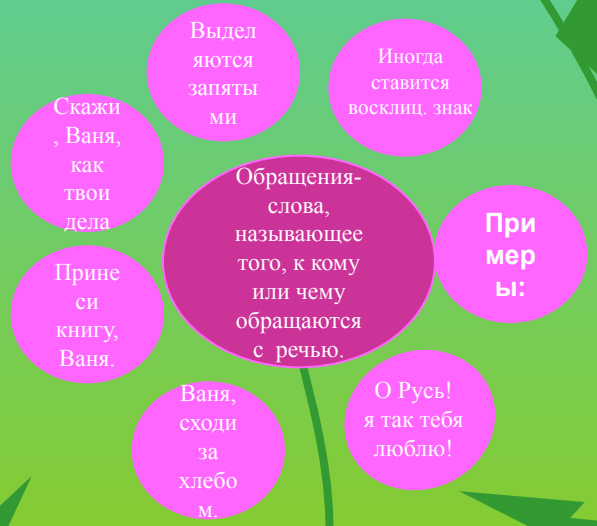 Выдел
яются
запяты
ми
Иногда
ставится
восклиц. знак
Скажи
, Ваня,
как
твои
дела
Обращения-
слова,
называющее
того, к кому
или чему
обращаются
с речью.
При
мер
ы:
Прине
си
книгу,
Ваня.
Ваня,
сходи
за
хлебо
м.
О Русь!
я так тебя
люблю!